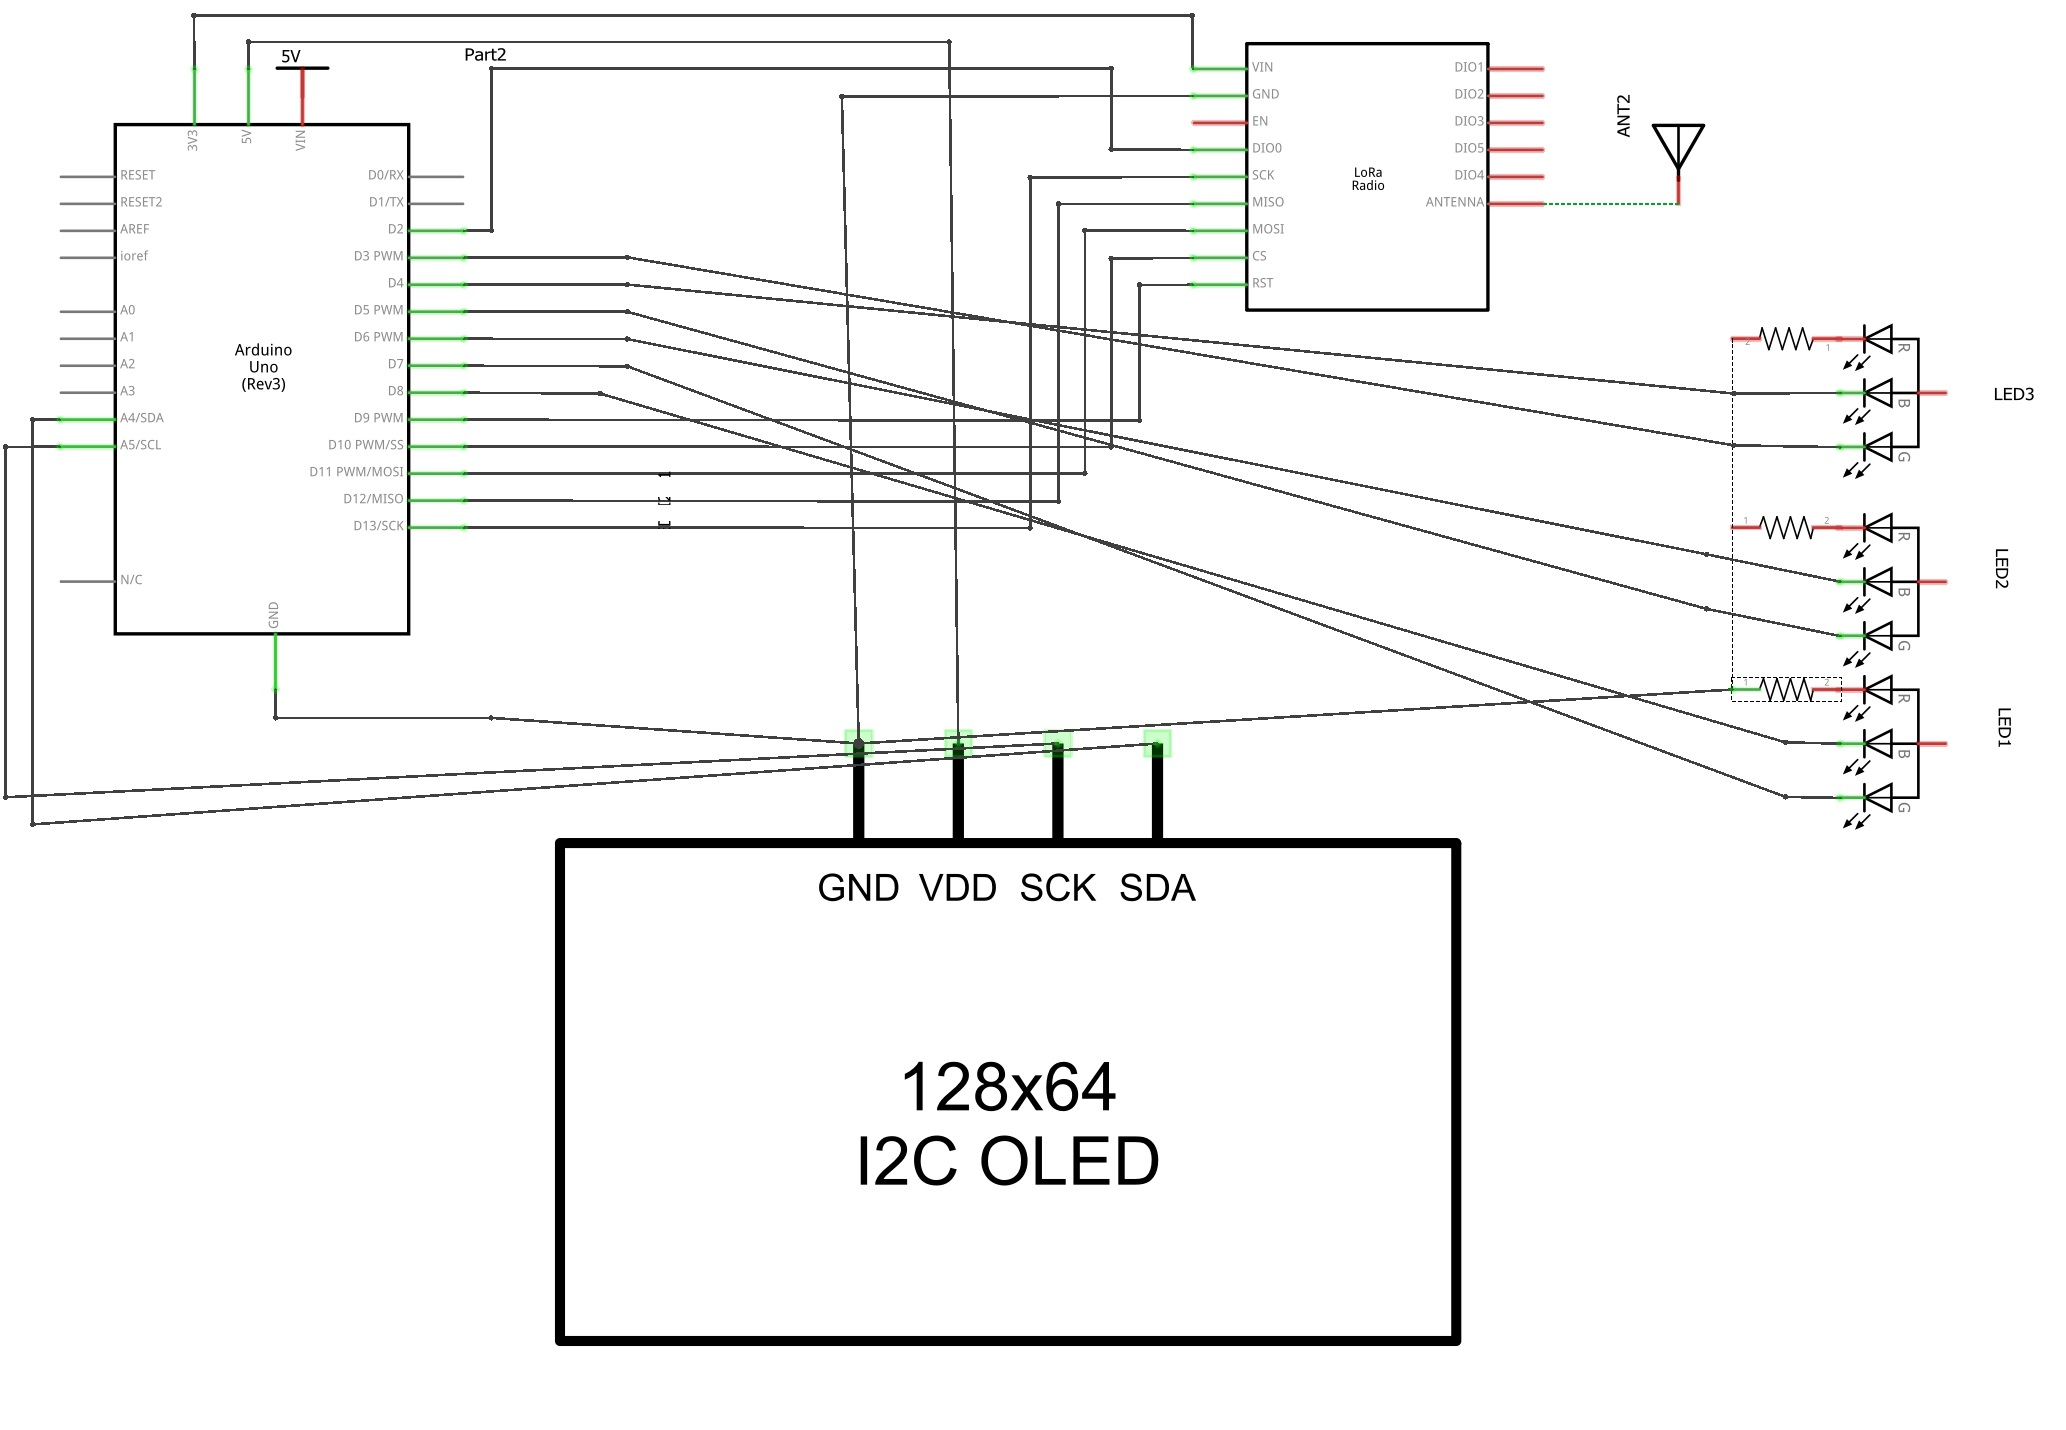 5V
Part2
3V3
5V
VIN
RESET
RESET2
AREF
ioref
A0
A1
A2
A3
A4/SDA
A5/SCL
N/C
Arduino
Uno
(Rev3)
D0/RX
D1/TX
D2
D3 PWM
D4
D5 PWM
D6 PWM
D7
D8
D9 PWM
D10 PWM/SS
D11 PWM/MOSI
D12/MISO
D13/SCK
GND
VIN
GND
EN
DIO0
SCK
MISO
MOSI
CS
RST
LoRa
Radio
DIO1
DIO2
DIO3
DIO5
DIO4
ANTENNA
ANT2
2
1
R
B
G
LED3
1
2
R
B
G
LED2
1
2
R
B
G
LED1
GND VDD SCK SDA
128x64
I2C OLED